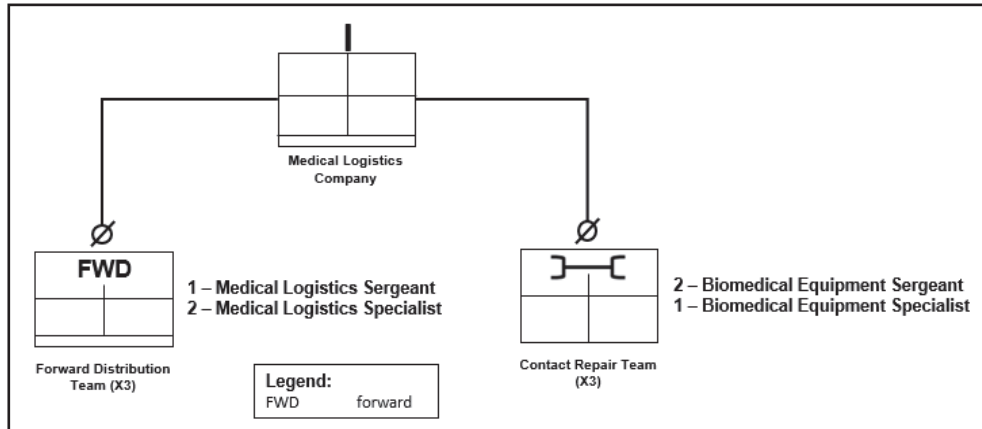 Medical Logistics
Company
FWD
1 – Medical Logistics Sergeant
2 – Medical Logistics Specialist
Forward Distribution
Team (X3)
2 – Biomedical Equipment Sergeant
1 – Biomedical Equipment Specialist
Contact Repair Team
(X3)
Legend:
FWD forward